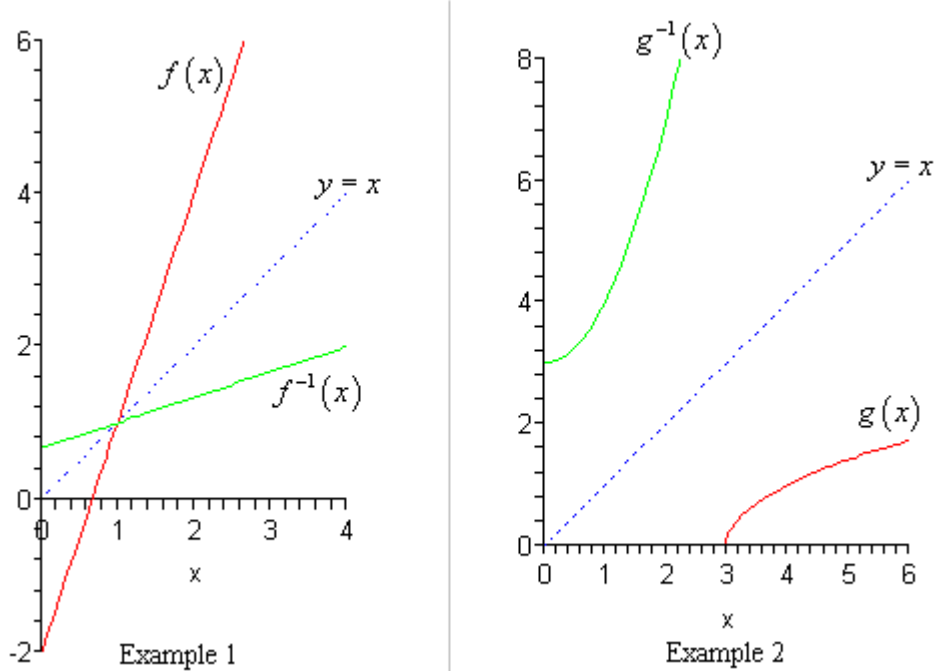 6
f(x)
y = x
4
2
f⁻¹(x)
0
0 1 2 3 4
x
-2
Example 1
g⁻¹(x)
8
y = x
6
4
g(x)
2
0
0 1 2 3 4 5 6
x
Example 2